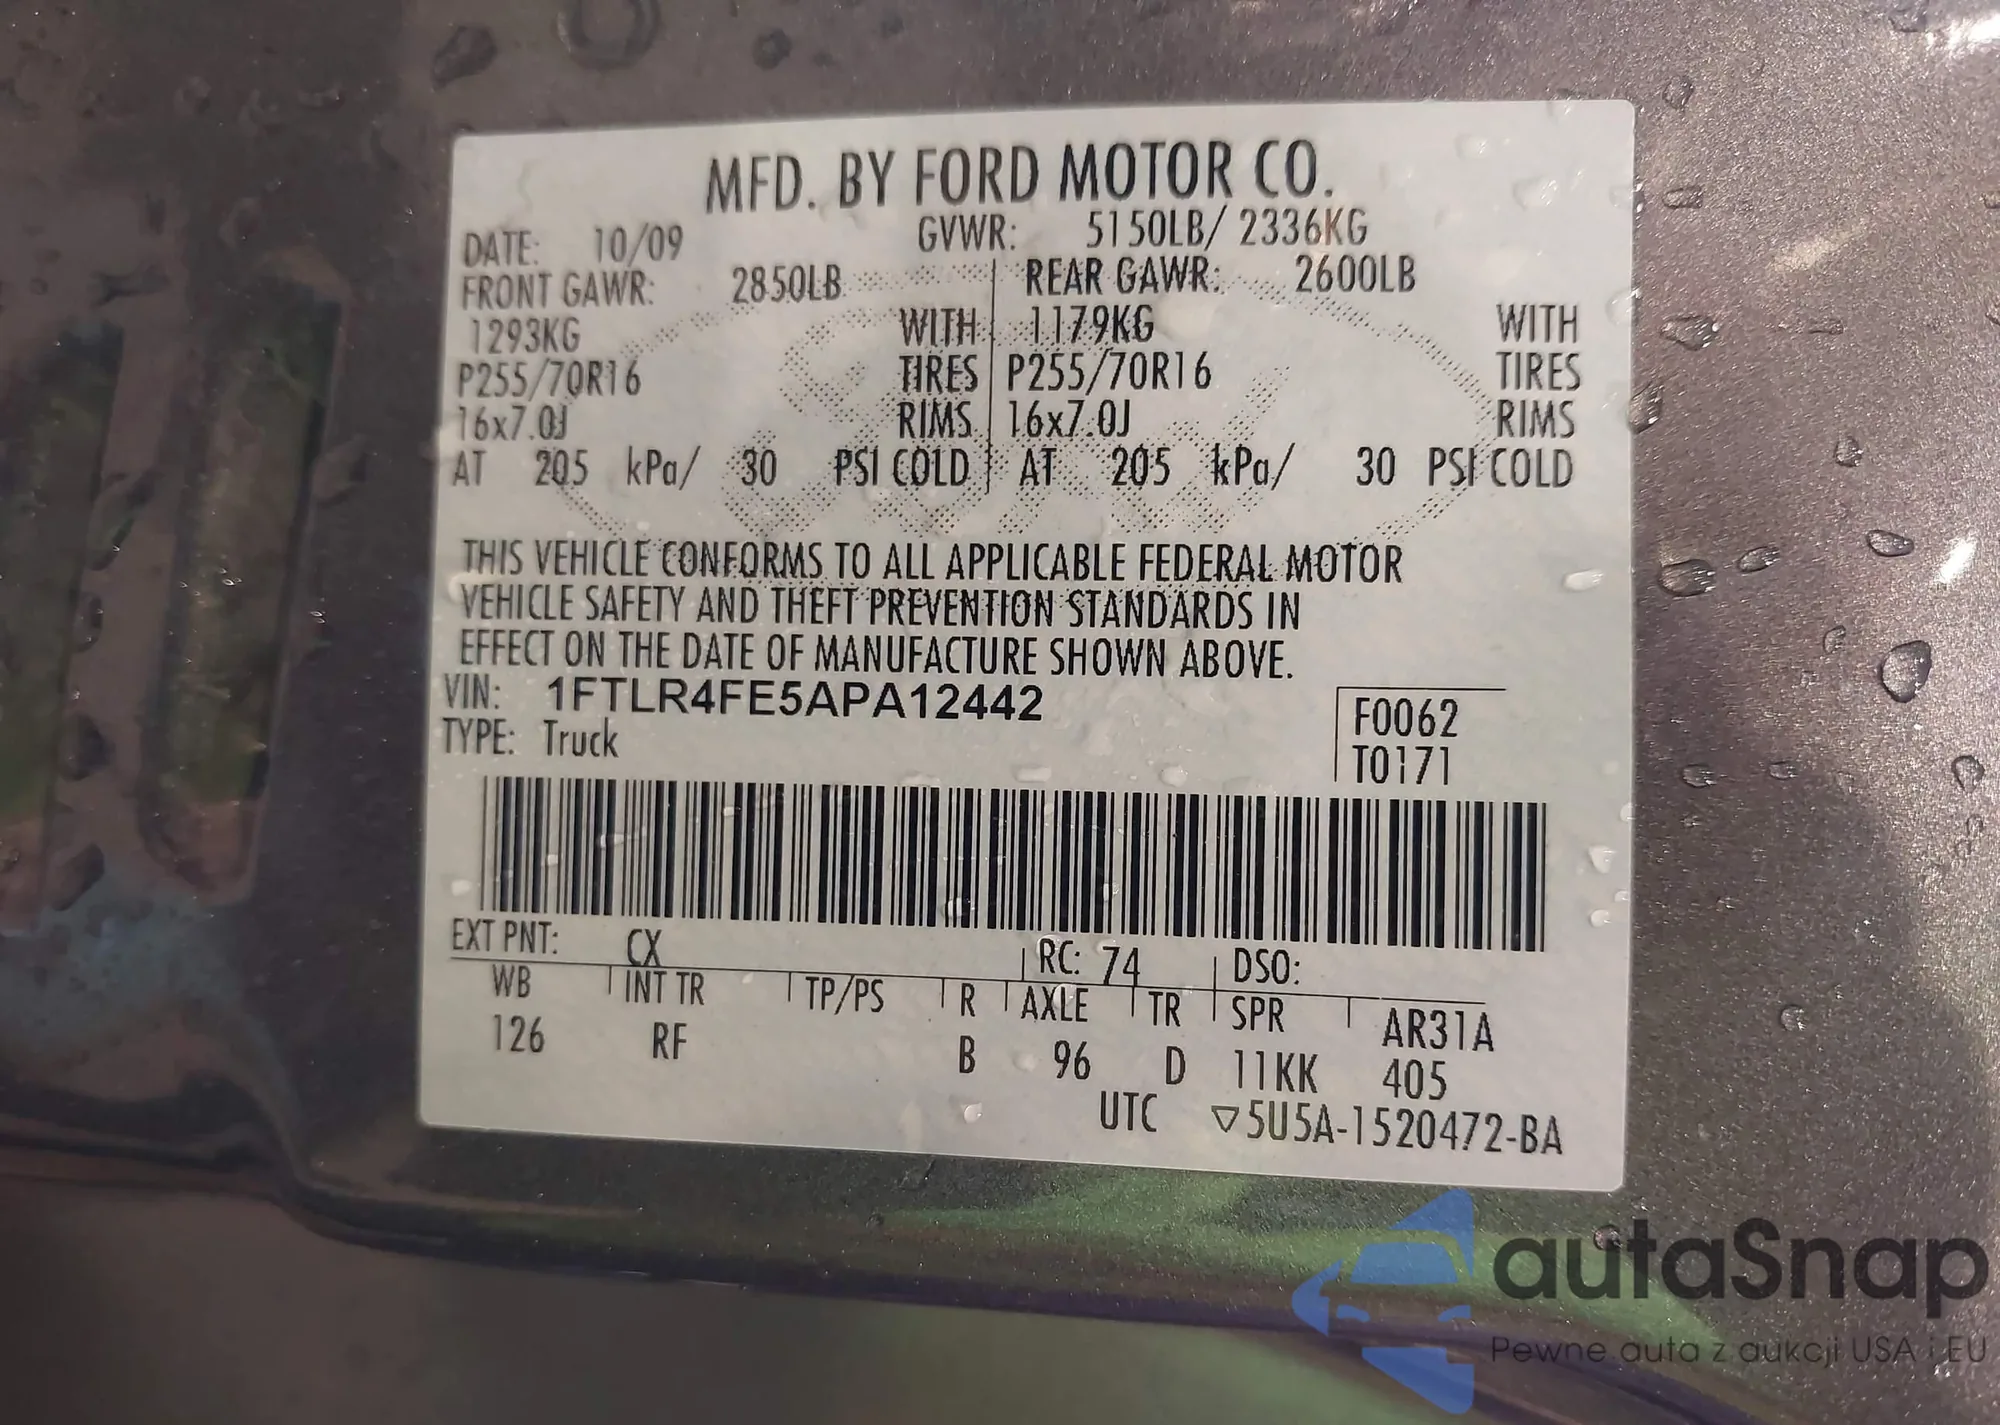 MFD. BY FORD MOTOR CO.
DATE: 10/09 GVWR: 5150LB/ 2336KG
FRONT GAWR: 2850LB REAR GAWR: 2600LB
1293KG WITH 1179KG WITH
P255/70R16 TIRES P255/70R16 TIRES
16x7.0J RIMS 16x7.0J RIMS
AT 205 kPa/ 30 PSI COLD AT 205 kPa/ 30 PSI COLD
THIS VEHICLE CONFORMS TO ALL APPLICABLE FEDERAL MOTOR
VEHICLE SAFETY AND THEFT PREVENTION STANDARDS IN
EFFECT ON THE DATE OF MANUFACTURE SHOWN ABOVE.
VIN: 1FTLR4FE5APA12442 F0062
TYPE: Truck T0171
EXT PNT: CX RC: 74 DSO:
WB INT TR TP/PS R AXLE TR SPR AR31A
126 RF B 96 D 11KK 405
UTC ▽5U5A-1520472-BA
autaSnap
Pewne auta z aukcji USA i EU